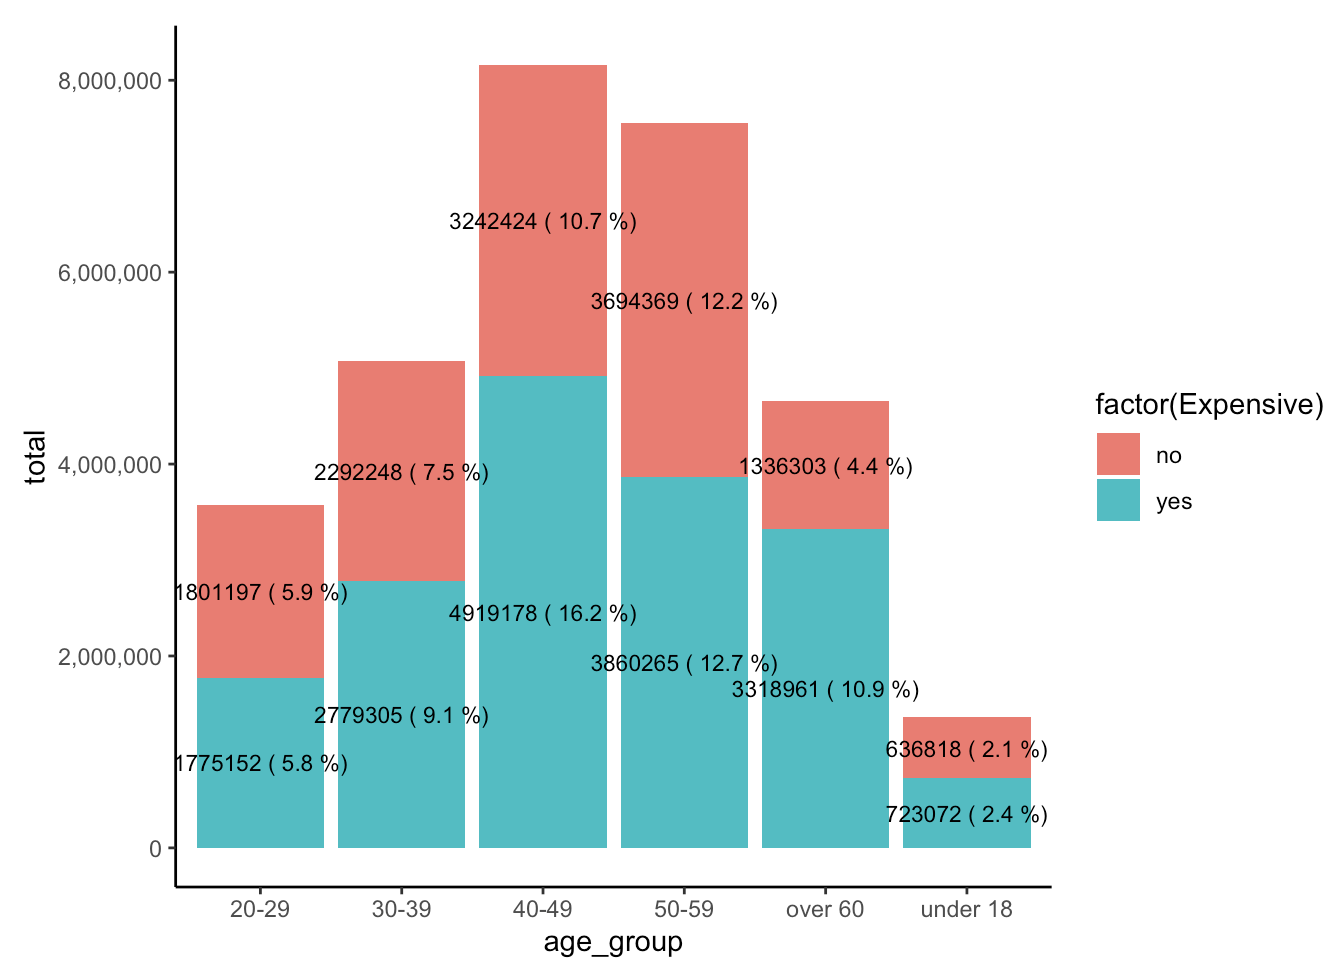 8,000,000
6,000,000
4,000,000
2,000,000
0
total
3242424 ( 10.7 %)
3694369 ( 12.2 %)
2292248 ( 7.5 %)
1336303 ( 4.4 %)
1801197 ( 5.9 %)
4919178 ( 16.2 %)
3860265 ( 12.7 %)
3318961 ( 10.9 %)
2779305 ( 9.1 %)
1775152 ( 5.8 %)
636818 ( 2.1 %)
723072 ( 2.4 %)
20-29
30-39
40-49
50-59
over 60
under 18
age_group
factor(Expensive)
no
yes